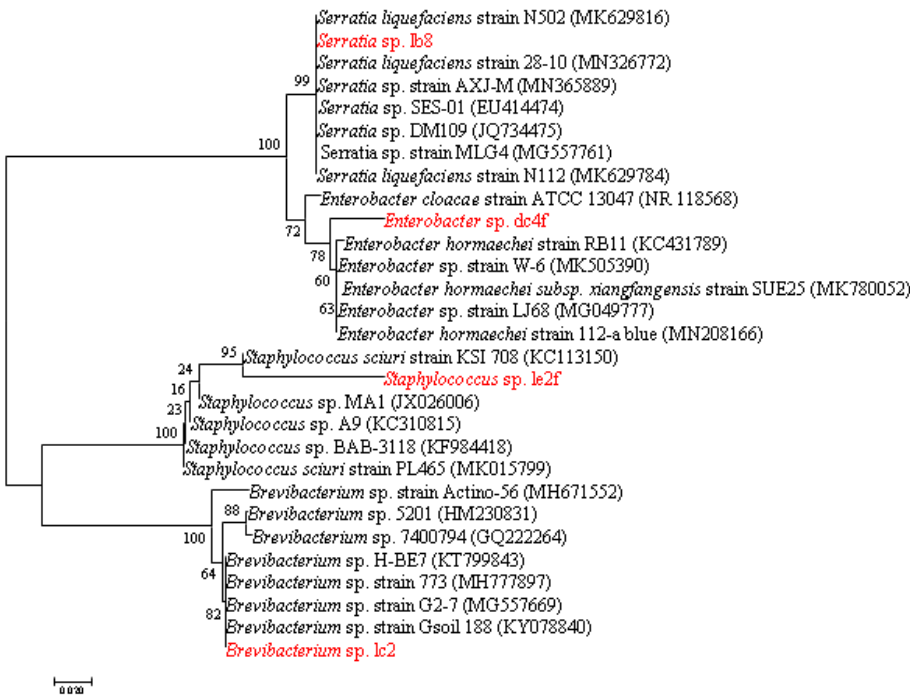 Serratia liquefaciens strain N502 (MK629816)
Serratia sp. lb8
Serratia liquefaciens strain 28-10 (MN326772)
99
Serratia sp. strain AXJ-M (MN365889)
Serratia sp. SES-01 (EU414474)
Serratia sp. DM109 (JQ734475)
100
Serratia sp. strain MLG4 (MG557761)
Serratia liquefaciens strain N112 (MK629784)
Enterobacter cloacae strain ATCC 13047 (NR 118568)
Enterobacter sp. dc4f
72
Enterobacter hormaechei strain RB11 (KC431789)
78
Enterobacter sp. strain W-6 (MK505390)
60
Enterobacter hormaechei subsp. xiangfangensis strain SUE25 (MK780052)
63
Enterobacter sp. strain LJ68 (MG049777)
Enterobacter hormaechei strain 112-a blue (MN208166)
95
Staphylococcus sciuri strain KSI 708 (KC113150)
24
Staphylococcus sp. le2f
16
Staphylococcus sp. MA1 (JX026006)
23
Staphylococcus sp. A9 (KC310815)
100
Staphylococcus sp. BAB-3118 (KF984418)
Staphylococcus sciuri strain PL465 (MK015799)
Brevibacterium sp. strain Actino-56 (MH671552)
88
Brevibacterium sp. 5201 (HM230831)
100
Brevibacterium sp. 7400794 (GQ222264)
Brevibacterium sp. H-BE7 (KT799843)
64
Brevibacterium sp. strain 773 (MH777897)
Brevibacterium sp. strain G2-7 (MG557669)
82
Brevibacterium sp. strain Gsoil 188 (KY078840)
Brevibacterium sp. lc2
0.020